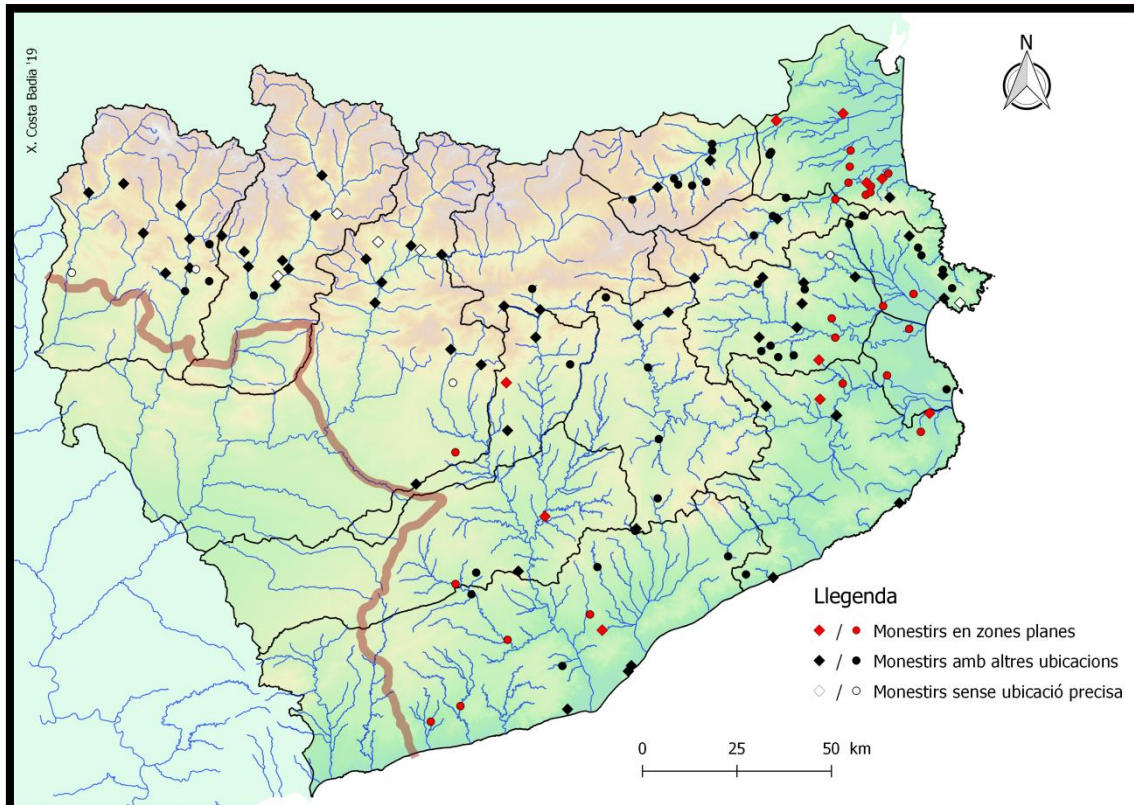 X. Costa Badia '19
N
Llegenda
/ Monestirs en zones planes
/ Monestirs amb altres ubicacions
/ Monestirs sense ubicació precisa
0 25 50 km